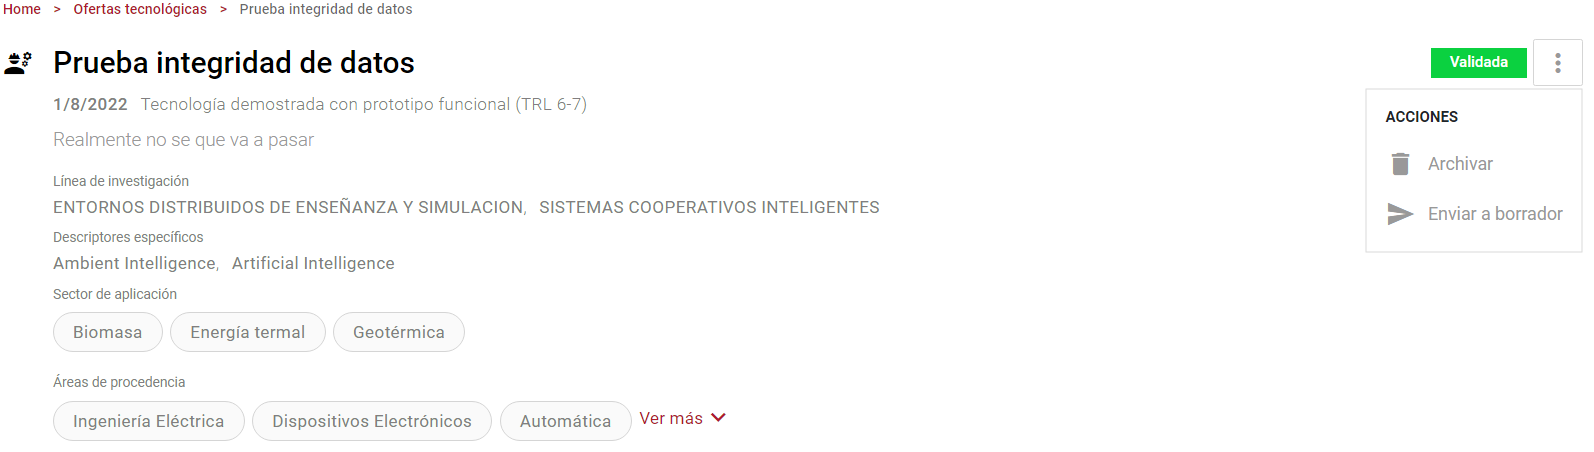 Home > Ofertas tecnológicas > Prueba integridad de datos
Prueba integridad de datos
Validada
1/8/2022 Tecnología demostrada con prototipo funcional (TRL 6-7)
Realmente no se que va a pasar
ACCIONES
Archivar
Enviar a borrador
Línea de investigación
ENTORNOS DISTRIBUIDOS DE ENSEÑANZA Y SIMULACION, SISTEMAS COOPERATIVOS INTELIGENTES
Descriptores específicos
Ambient Intelligence, Artificial Intelligence
Sector de aplicación
Biomasa Energía termal Geotérmica
Áreas de procedencia
Ingeniería Eléctrica Dispositivos Electrónicos Automática Ver más